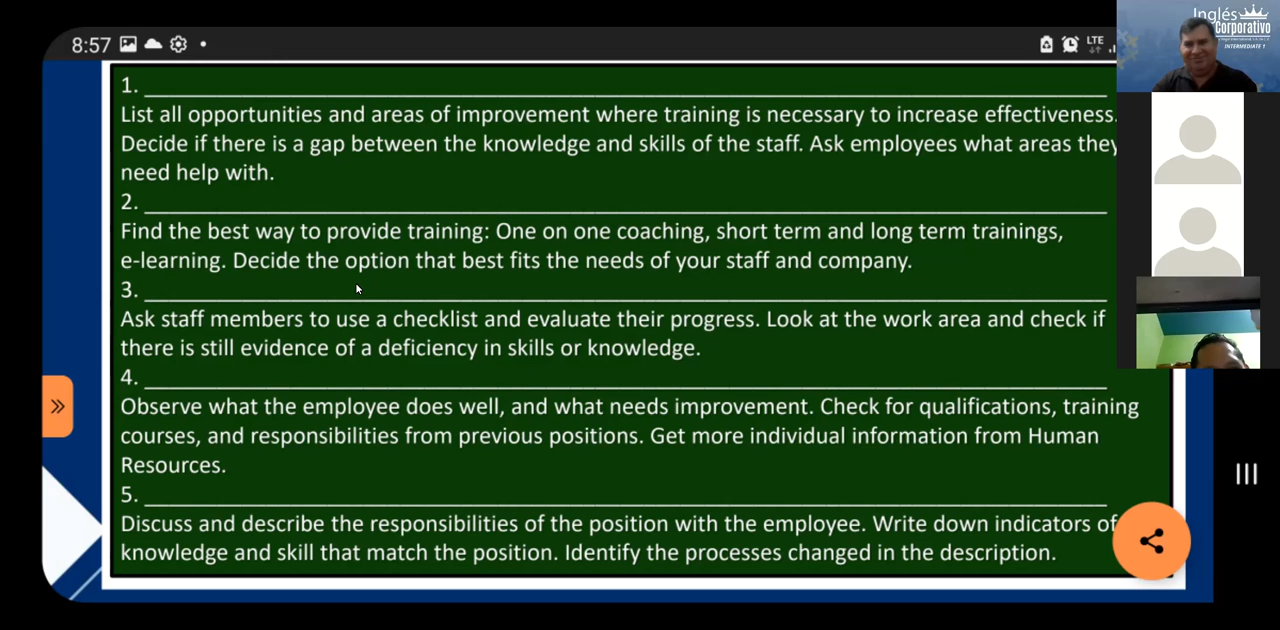 8:57
LTE
Inglés
Corporativo
INTERMEDIATE 1
1. ____________________
List all opportunities and areas of improvement where training is necessary to increase effectiveness.
Decide if there is a gap between the knowledge and skills of the staff. Ask employees what areas they
need help with.
2. ____________________
Find the best way to provide training: One on one coaching, short term and long term trainings,
e-learning. Decide the option that best fits the needs of your staff and company.
3. ____________________
Ask staff members to use a checklist and evaluate their progress. Look at the work area and check if
there is still evidence of a deficiency in skills or knowledge.
4. ____________________
Observe what the employee does well, and what needs improvement. Check for qualifications, training
courses, and responsibilities from previous positions. Get more individual information from Human
Resources.
5. ____________________
Discuss and describe the responsibilities of the position with the employee. Write down indicators of
knowledge and skill that match the position. Identify the processes changed in the description.